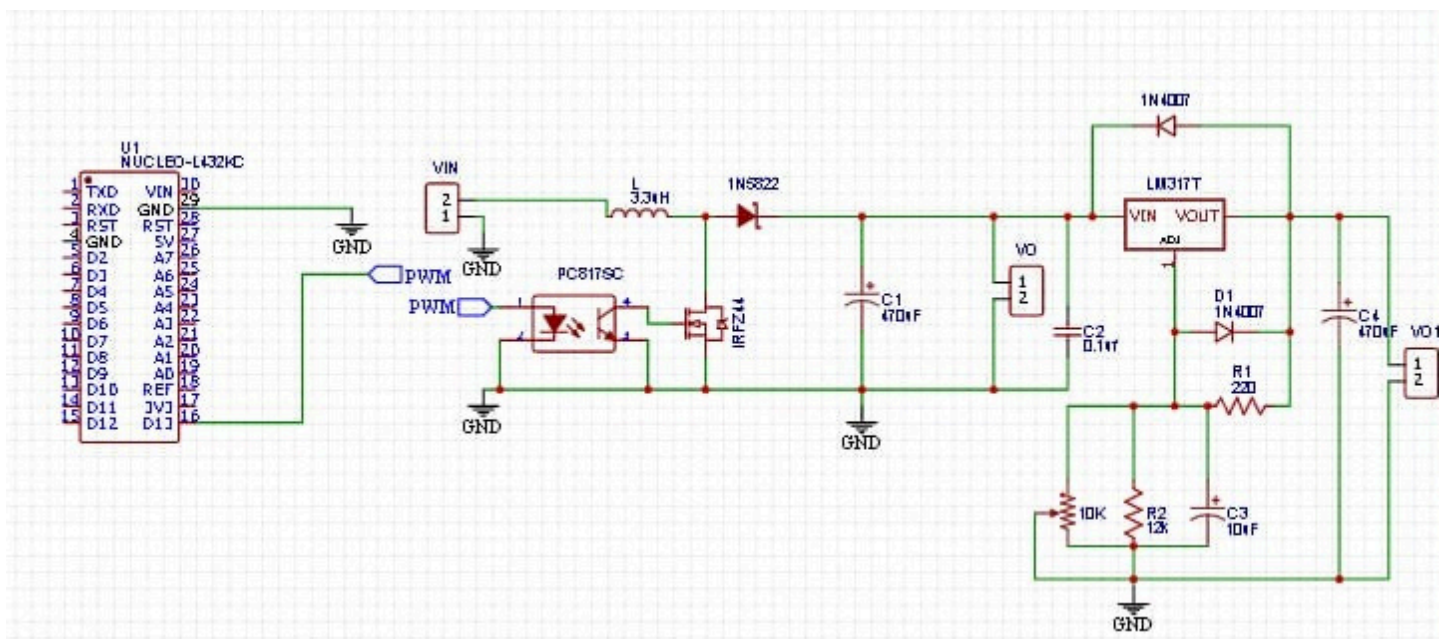 U1
NUCLEO-L432KC
1 TXD VIN 30
2 RXD GND 29
3 RST RST 28
4 GND 5V 27
5 D2 A7 26
6 D3 A6 25
7 D4 A5 24
8 D5 A4 23
9 D6 A3 22
10 D7 A2 21
11 D8 A1 20
12 D9 A0 19
13 D10 REF 18
14 D11 3V3 17
15 D12 D13 16
GND
PWM
VIN
2
1
GND
L
3.3uH
1N5822
PWM
PC817SC
1
2
4
3
IRFZ44
GND
C1
470uF
GND
VO
1
2
C2
0.1uf
1N4007
LM317T
VIN VOUT
ADJ
1
D1
1N4007
R1
220
10K
R2
12k
C3
10uF
GND
C4
470uF
VO1
1
2